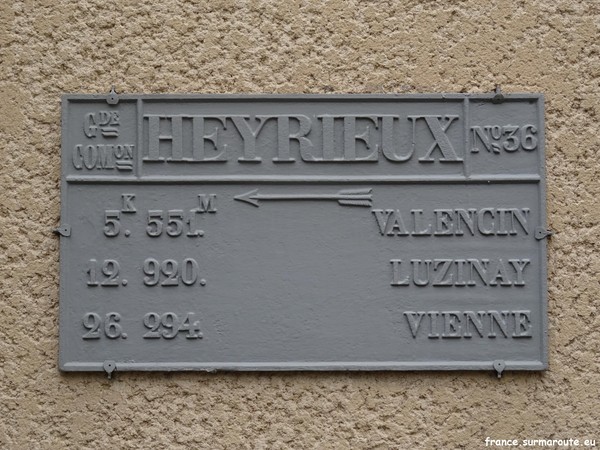 GDE COMON HEYRIEUX No. 36
5.K 551.M VALENCIN
12. 920. LUZINAY
26. 294. VIENNE
france.surmaroute.eu